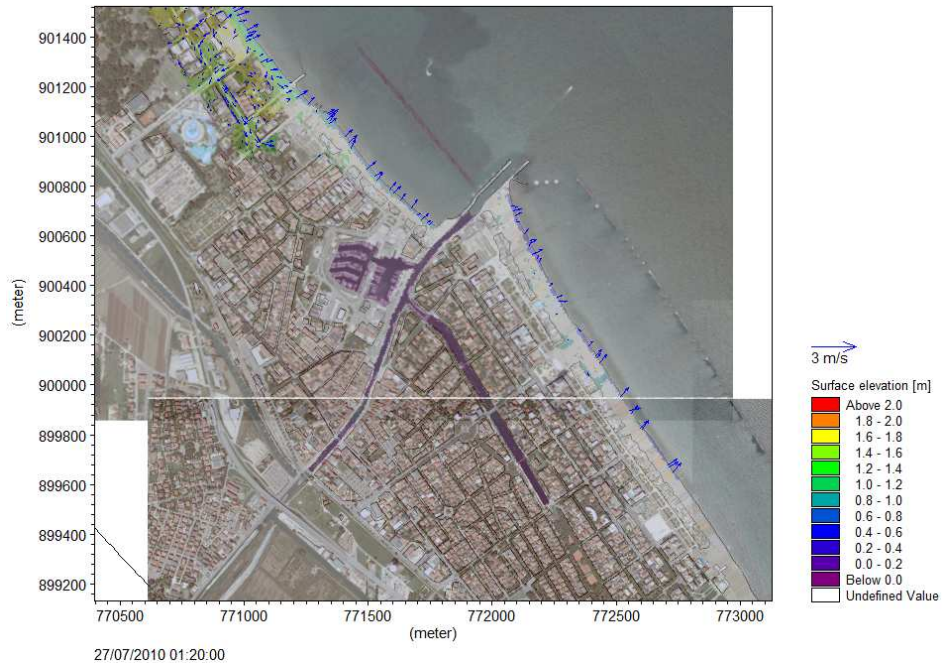 901400
901200
901000
900800
900600
900400
900200
900000
899800
899600
899400
899200
(meter)
770500
771000
771500
772000
772500
773000
(meter)
27/07/2010 01:20:00
3 m/s
Surface elevation [m]
Above 2.0
1.8 - 2.0
1.6 - 1.8
1.4 - 1.6
1.2 - 1.4
1.0 - 1.2
0.8 - 1.0
0.6 - 0.8
0.4 - 0.6
0.2 - 0.4
0.0 - 0.2
Below 0.0
Undefined Value